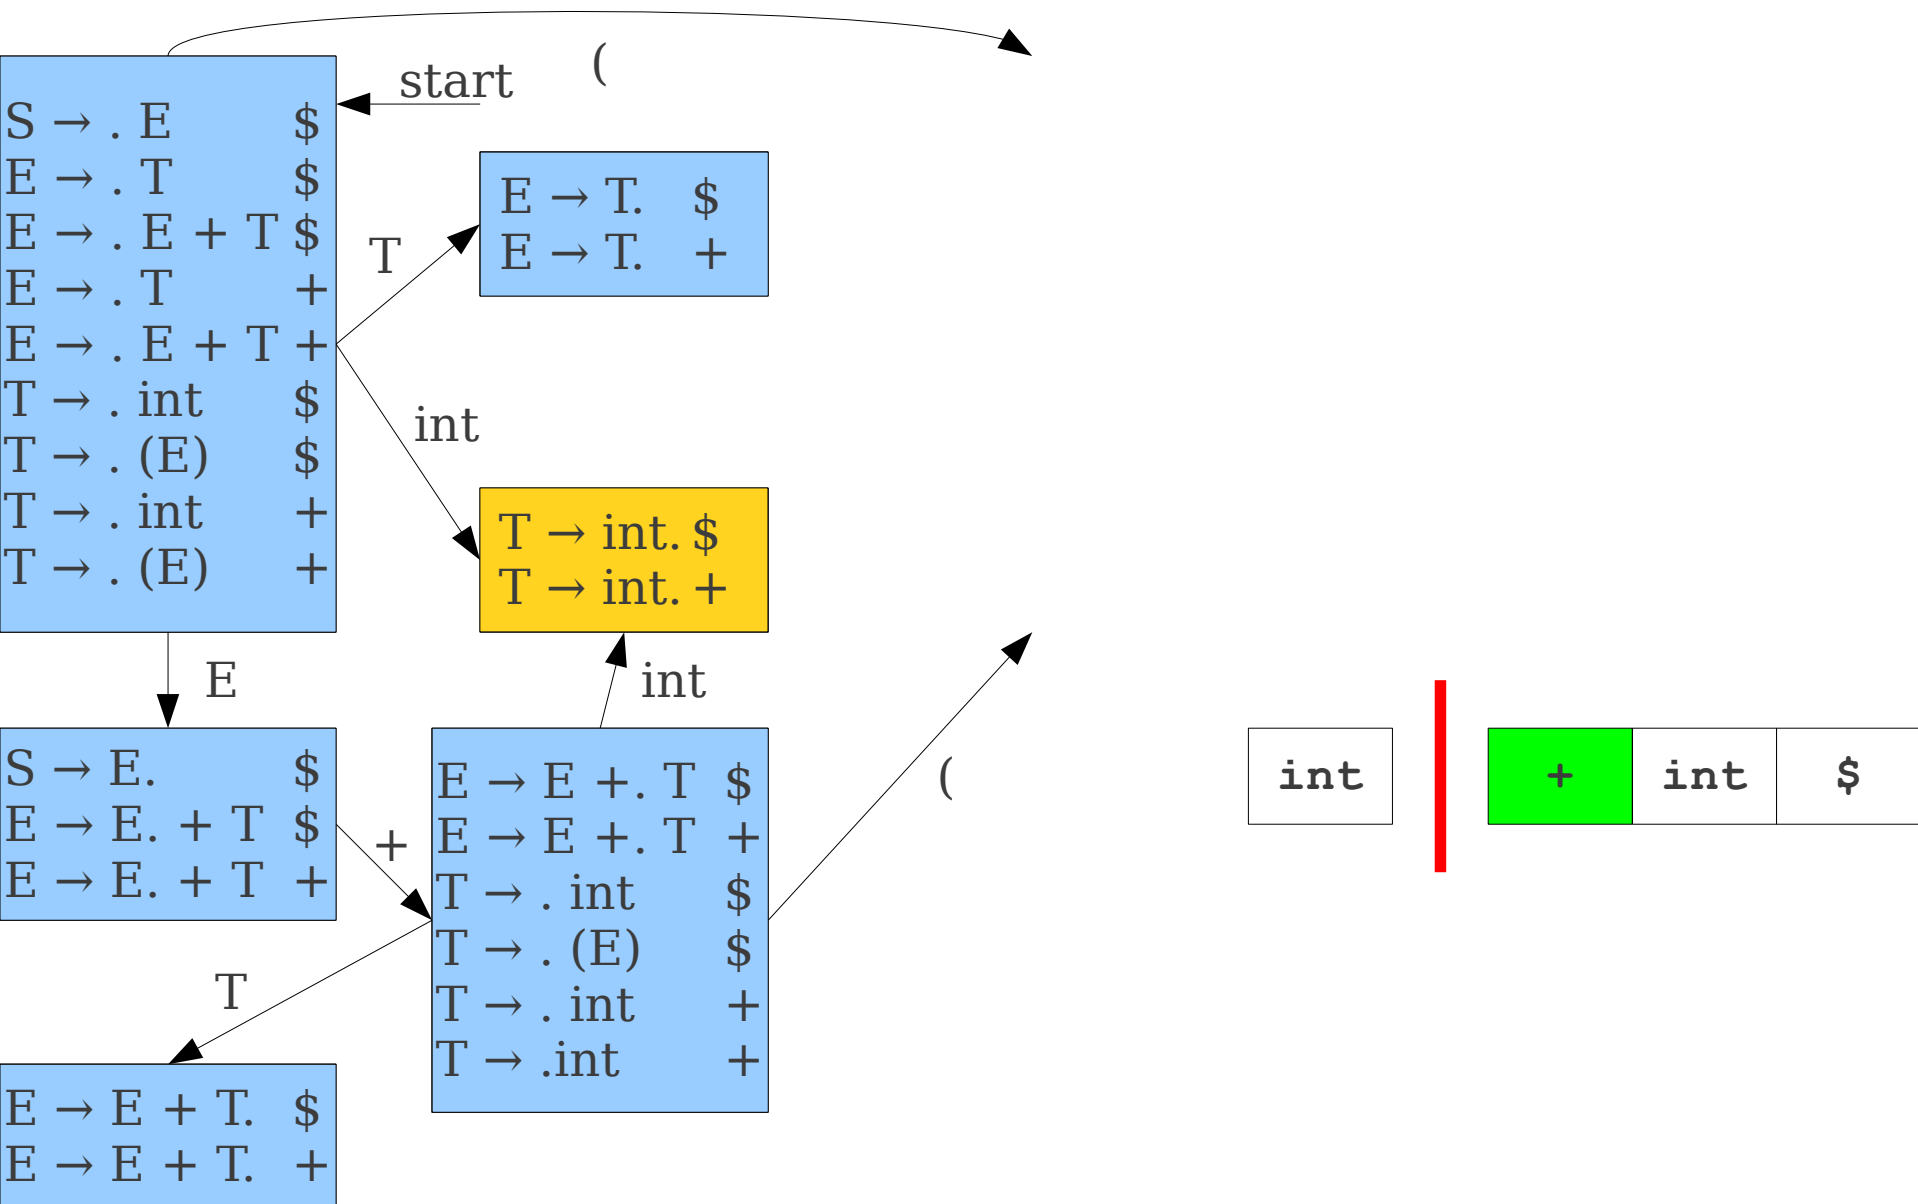 (
start
S → . E $
E → . T $
E → . E + T $
E → . T +
E → . E + T +
T → . int $
T → . (E) $
T → . int +
T → . (E) +
T
E → T. $
E → T. +
int
T → int. $
T → int. +
E
int
S → E. $
E → E. + T $
E → E. + T +
+
E → E +. T $
E → E +. T +
T → . int $
T → . (E) $
T → . int +
T → .int +
(
int + int $
T
E → E + T. $
E → E + T. +